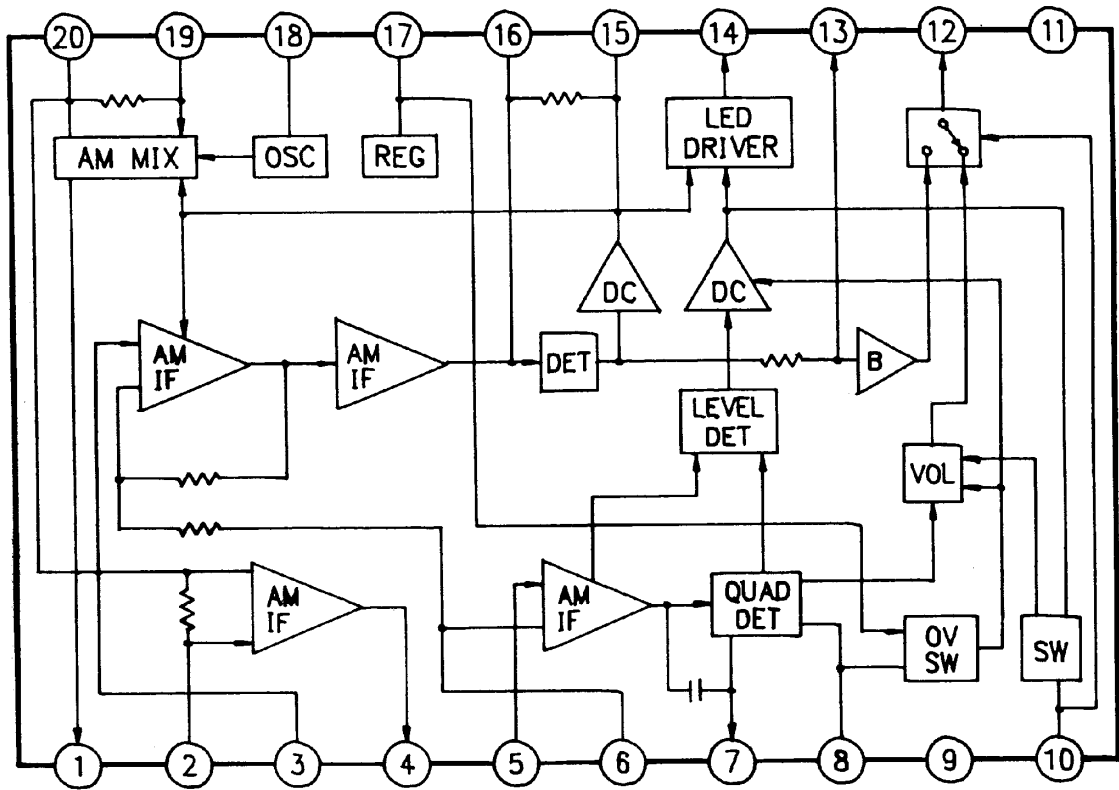 20 19 18 17 16 15 14 13 12 11
AM MIX
OSC
REG
LED
DRIVER
DC
DC
AM
IF
AM
IF
DET
B
LEVEL
DET
VOL
AM
IF
AM
IF
QUAD
DET
OV
SW
SW
1 2 3 4 5 6 7 8 9 10